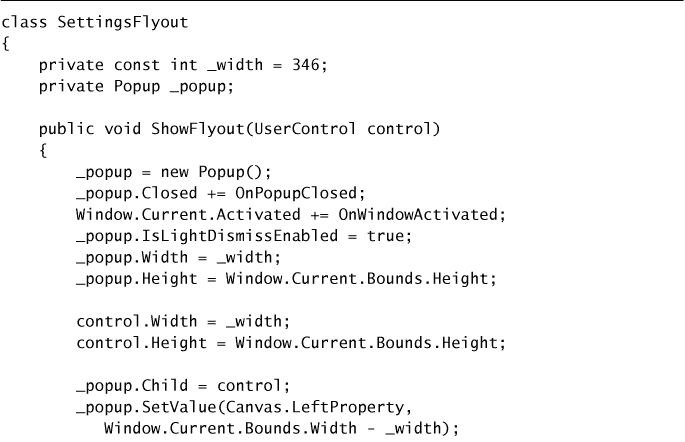 class SettingsFlyout
{
    private const int _width = 346;
    private Popup _popup;

    public void ShowFlyout(UserControl control)
    {
        _popup = new Popup();
        _popup.Closed += OnPopupClosed;
        Window.Current.Activated += OnWindowActivated;
        _popup.IsLightDismissEnabled = true;
        _popup.Width = _width;
        _popup.Height = Window.Current.Bounds.Height;

        control.Width = _width;
        control.Height = Window.Current.Bounds.Height;

        _popup.Child = control;
        _popup.SetValue(Canvas.LeftProperty,
           Window.Current.Bounds.Width - _width);